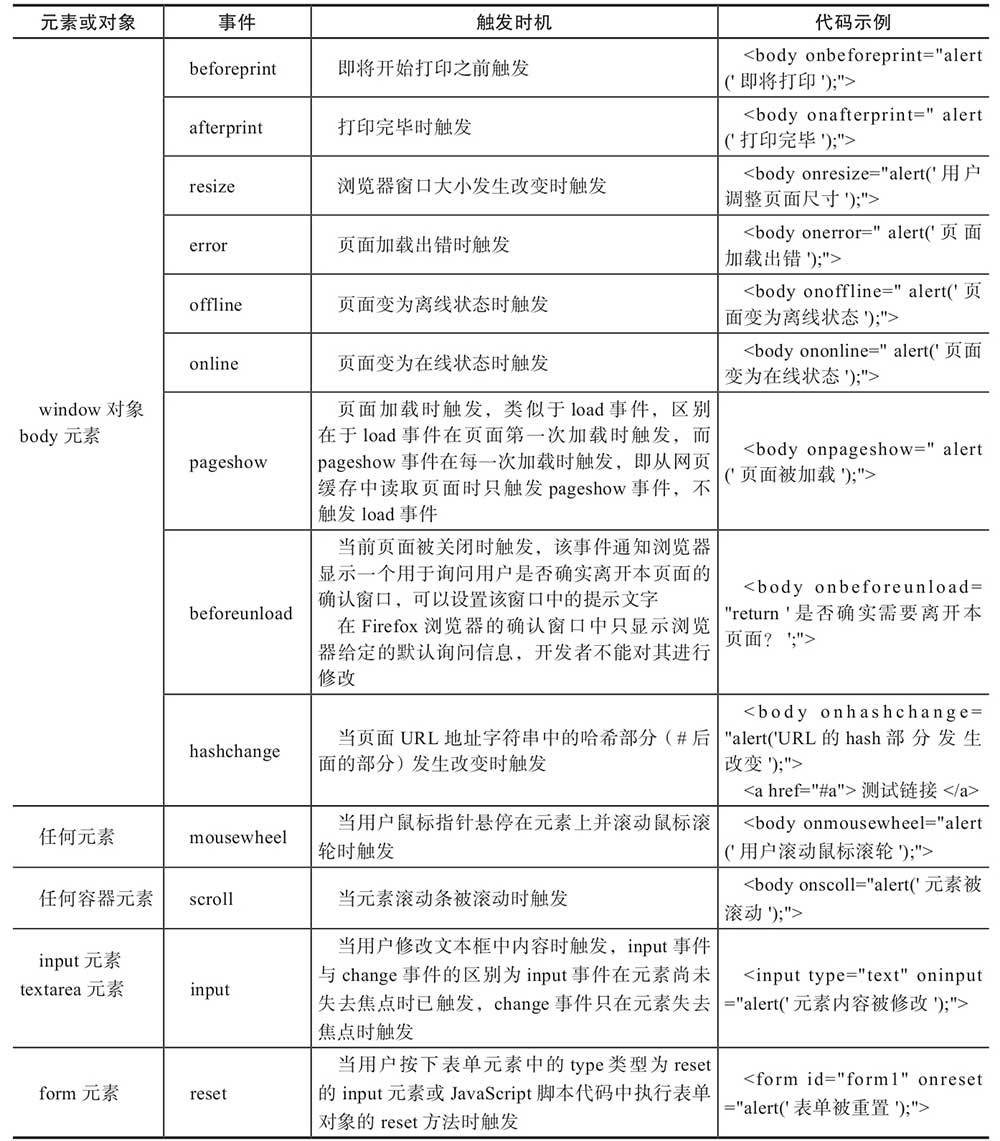 元素或对象 事件 触发时机 代码示例
window 对象
body 元素
beforeprint
即将开始打印之前触发
<body onbeforeprint="alert
(' 即将打印 ');">
afterprint
打印完毕时触发
<body onafterprint=" alert
(' 打印完毕 ');">
resize
浏览器窗口大小发生改变时触发
<body onresize="alert(' 用户
调整页面尺寸 ');">
error
页面加载出错时触发
<body onerror=" alert(' 页 面
加载出错 ');">
offline
页面变为离线状态时触发
<body onoffline=" alert(' 页
面变为离线状态 ');">
online
页面变为在线状态时触发
<body ononline=" alert(' 页面
变为在线状态 ');">
pageshow
页面加载时触发，类似于 load 事件，区别
在于 load 事件在页面第一次加载时触发，而
pageshow 事件在每一次加载时触发，即从网页
缓存中读取页面时只触发 pageshow 事件，不
触发 load 事件
<body onpageshow=" alert
(' 页面被加载 ');">
beforeunload
当前页面被关闭时触发，该事件通知浏览器
显示一个用于询问用户是否确实离开本页面的
确认窗口，可以设置该窗口中的提示文字
在 Firefox 浏览器的确认窗口中只显示浏览
器给定的默认询问信息，开发者不能对其进行
修改
<body onbeforeunload=
"return ' 是否确实需要离开本
页面？ ';">
hashchange
当页面 URL 地址字符串中的哈希部分（# 后
面的部分）发生改变时触发
<body onhashchange=
"alert('URL 的 hash 部 分 发 生
改变 ');">
<a href="#a"> 测试链接 </a>
任何元素
mousewheel
当用户鼠标指针悬停在元素上并滚动鼠标滚
轮时触发
<body onmousewheel="alert
(' 用户滚动鼠标滚轮 ');">
任何容器元素
scroll
当元素滚动条被滚动时触发
<body onscoll="alert(' 元素被
滚动 ');">
input 元素
textarea 元素
input
当用户修改文本框中内容时触发，input 事件
与 change 事件的区别为 input 事件在元素尚未
失去焦点时已触发，change 事件只在元素失去
焦点时触发
<input type="text" oninput
="alert(' 元素内容被修改 ');">
form 元素
reset
当用户按下表单元素中的 type 类型为 reset
的 input 元素或 JavaScript 脚本代码中执行表单
对象的 reset 方法时触发
<form id="form1" onreset
="alert(' 表单被重置 ');">